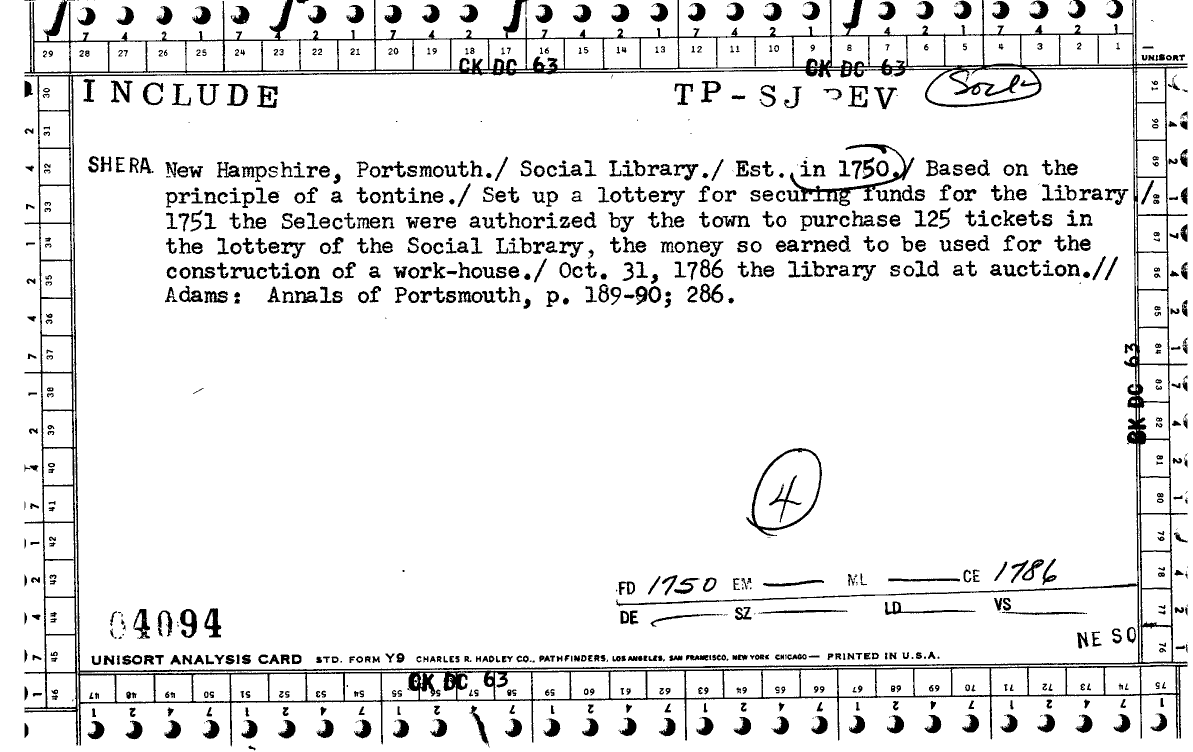 7 4 2 1 7 4 2 1 7 4 2 1 7 4 2 1 7 4 2 1 7 4 2 1 7 4 2 1
29 28 27 26 25 24 23 22 21 20 19 18 17 16 15 14 13 12 11 10 9 8 7 6 5 4 3 2 1
CK DC 63 CK DC 63 UNISORT
INCLUDE TP-SJ REV Social
SHERA New Hampshire, Portsmouth./ Social Library./ Est. in 1750./ Based on the
principle of a tontine./ Set up a lottery for securing funds for the library./
1751 the Selectmen were authorized by the town to purchase 125 tickets in
the lottery of the Social Library, the money so earned to be used for the
construction of a work-house./ Oct. 31, 1786 the library sold at auction.//
Adams: Annals of Portsmouth, p. 189-90; 286.
30 31 32 33 34 35 36 37 38 39 40 41 42 43 44 45 46
91 90 89 88 87 86 85 84 83 82 81 80 79 78 77 76
CK DC 63
4
FD 1750 EM — ML — CE 1786
DE — SZ — LD — VS —
04094
NE SO
UNISORT ANALYSIS CARD STD. FORM Y9 CHARLES R. HADLEY CO., PATHFINDERS, LOS ANGELES, SAN FRANCISCO, NEW YORK CHICAGO — PRINTED IN U.S.A.
CK DC 63
47 48 49 50 51 52 53 54 55 56 57 58 59 60 61 62 63 64 65 66 67 68 69 70 71 72 73 74 75